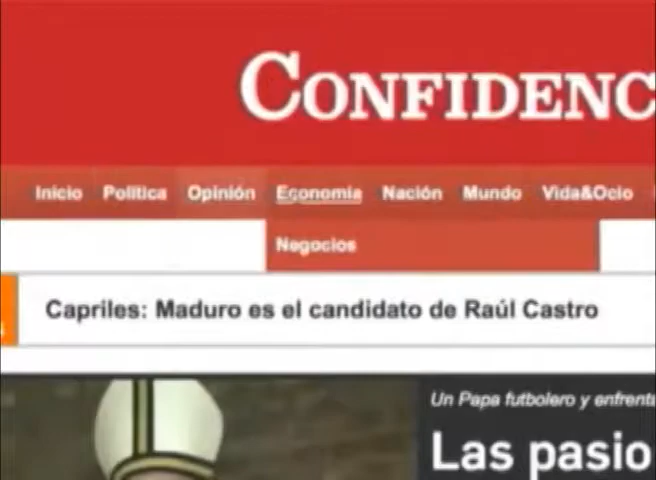 CONFIDENC
Inicio Política Opinión Economía Nación Mundo Vida&Ocio
Negocios
Capriles: Maduro es el candidato de Raúl Castro
Un Papa futbolero y enfrent
Las pasio